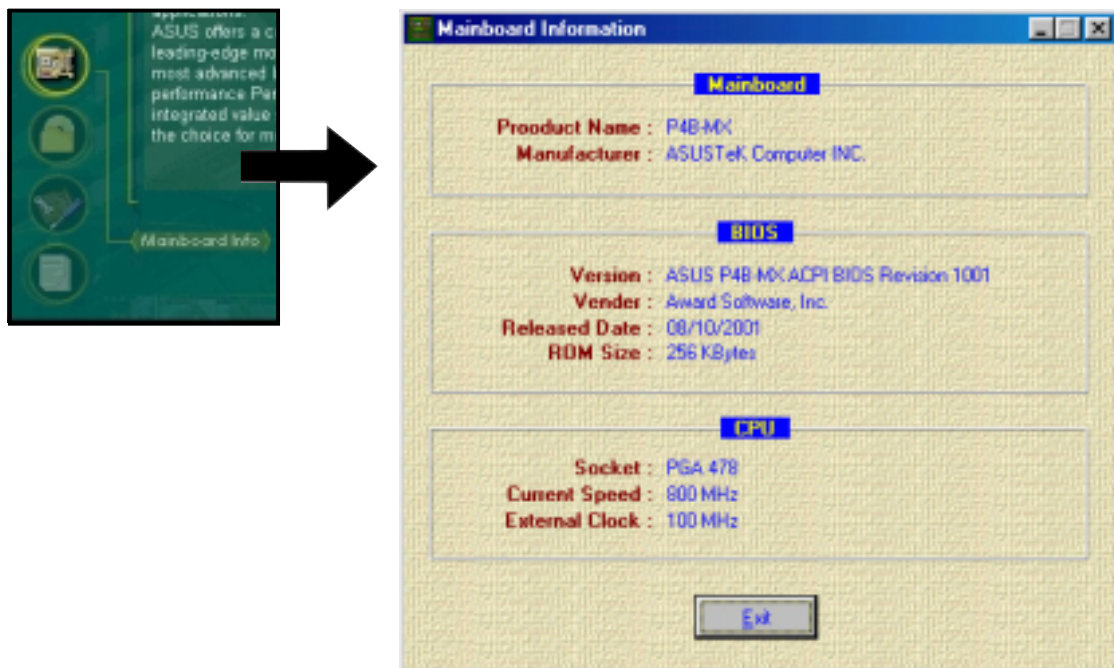 applications.
ASUS offers a c
leading-edge mo
most advanced
performance Per
integrated value
the choice for m
Mainboard Info
Mainboard Information
Mainboard
Prooduct Name : P4B-MX
Manufacturer : ASUSTeK Computer INC.
BIOS
Version : ASUS P4B-MX ACPI BIOS Revision 1001
Vender : Award Software, Inc.
Released Date : 08/10/2001
ROM Size : 256 KBytes
CPU
Socket : PGA 478
Current Speed : 800 MHz
External Clock : 100 MHz
Exit